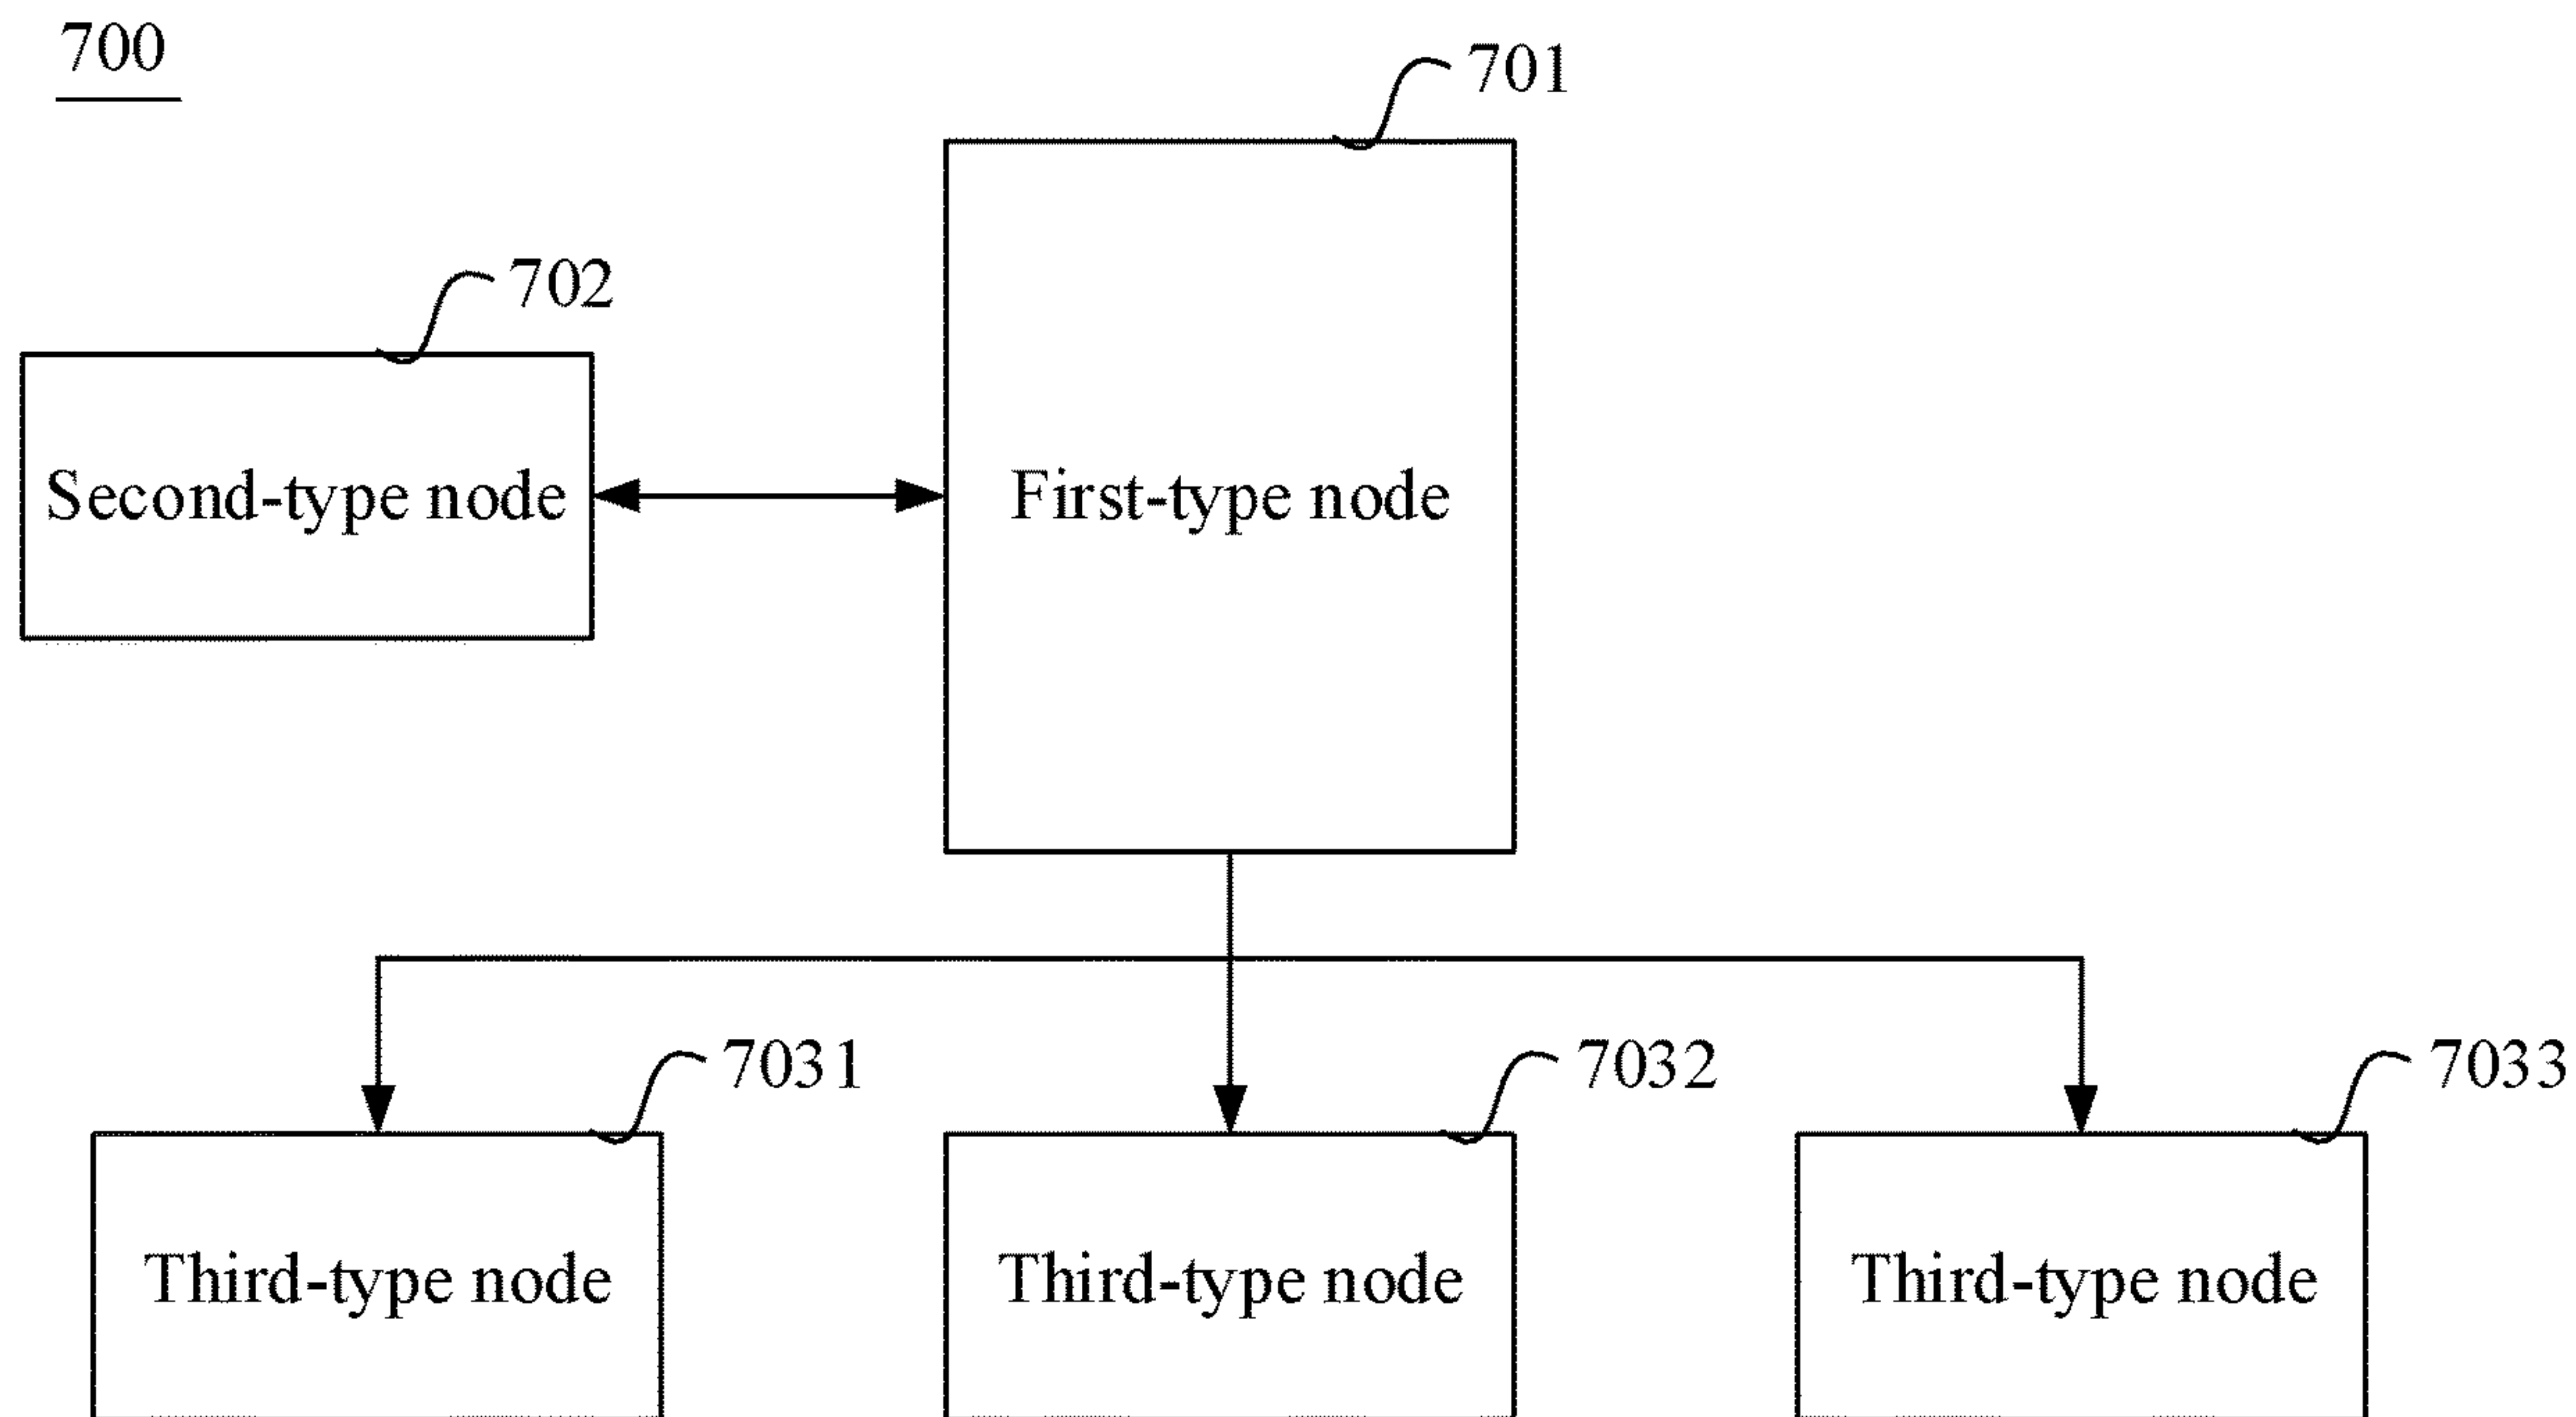 700
701
702
Second-type node
First-type node
7031
7032
7033
Third-type node
Third-type node
Third-type node